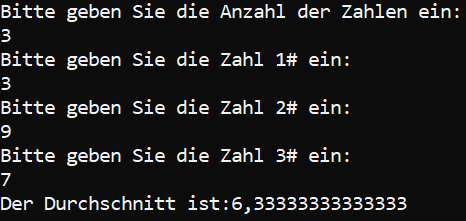 Bitte geben Sie die Anzahl der Zahlen ein:
3
Bitte geben Sie die Zahl 1# ein:
3
Bitte geben Sie die Zahl 2# ein:
9
Bitte geben Sie die Zahl 3# ein:
7
Der Durchschnitt ist:6,33333333333333